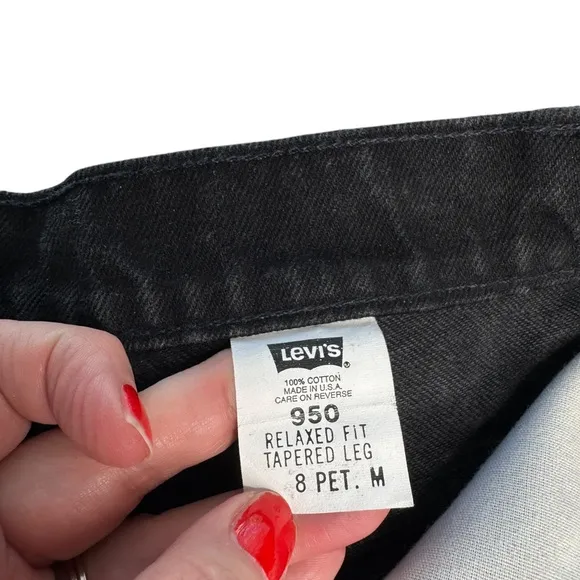 LEVI'S
100% COTTON
MADE IN U.S.A.
CARE ON REVERSE
950
RELAXED FIT
TAPERED LEG
8 PET. M